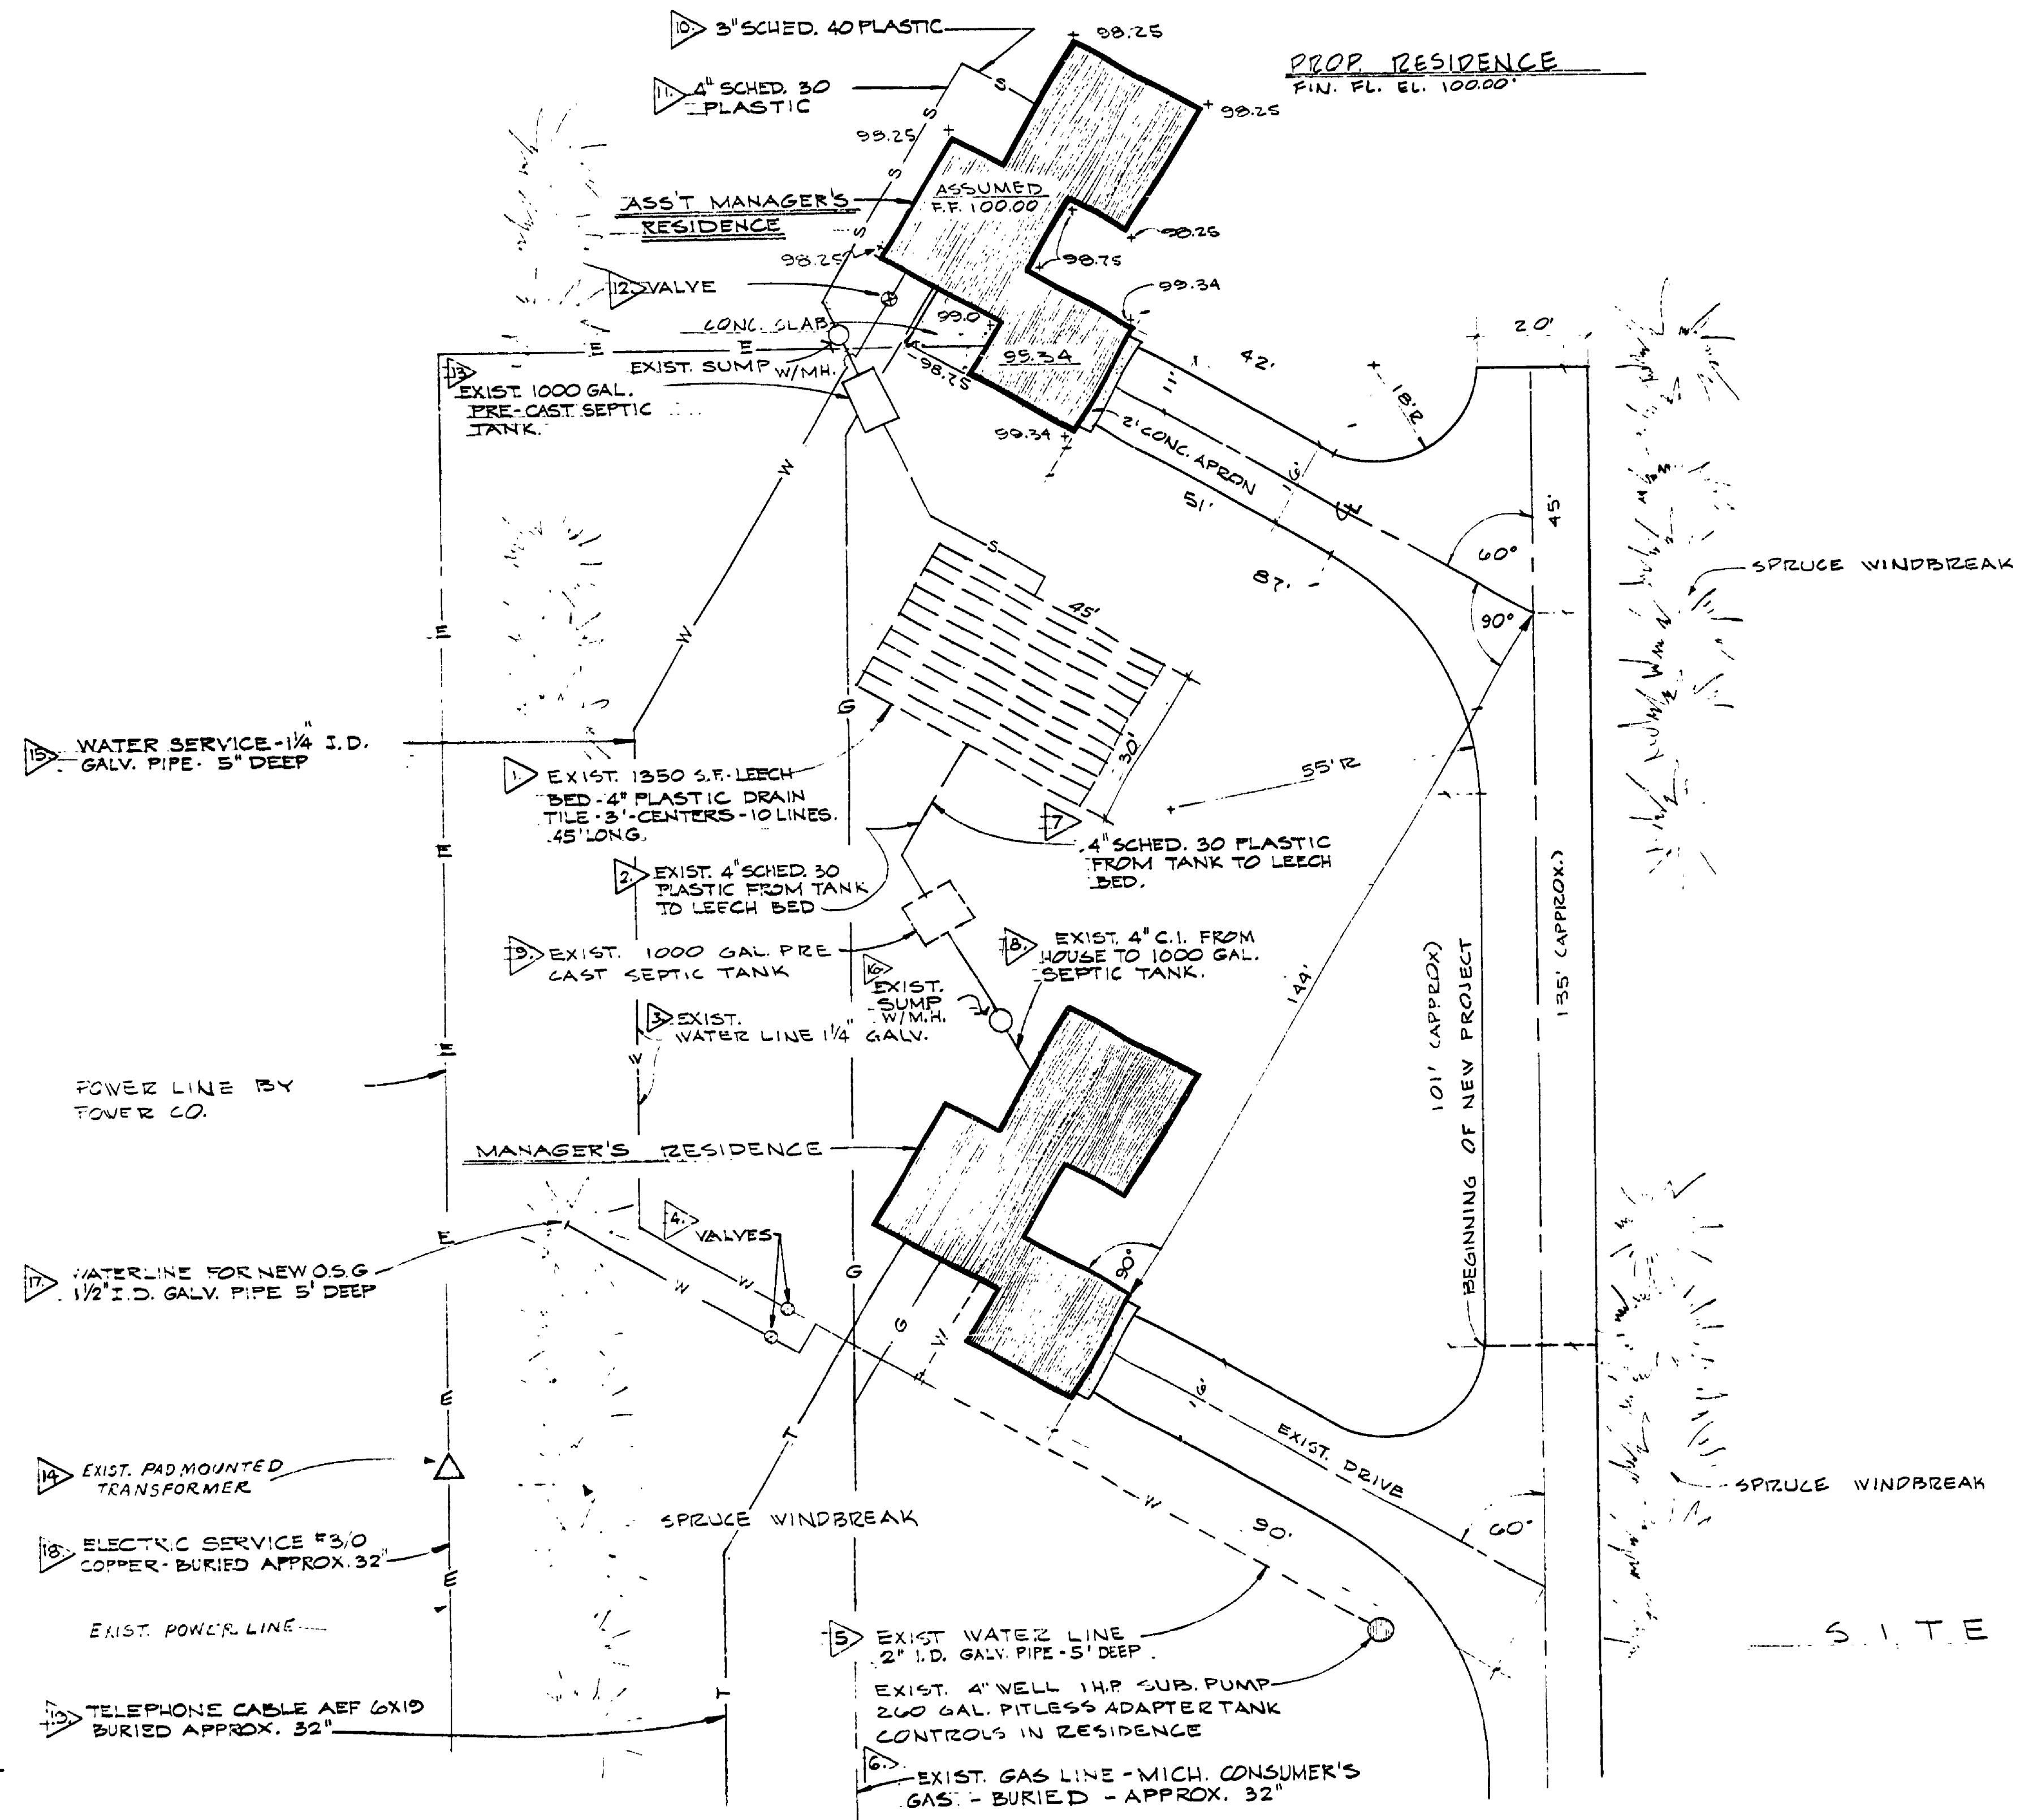 10. 3" SCHED. 40 PLASTIC
98.25
PROP. RESIDENCE
FIN. FL. EL. 100.00'
11. 4" SCHED. 30
PLASTIC
S
98.25
S
99.25
S
ASS'T MANAGER'S
RESIDENCE
ASSUMED
F.F. 100.00
S
98.25
98.25
98.75
12. VALVE
99.34
CONC. SLAB
99.0
20'
E E
EXIST. SUMP W/MH.
98.75
99.34
42'
11'
18'R
13.
EXIST. 1000 GAL.
PRE-CAST SEPTIC
TANK.
99.34
2' CONC. APRON
16'
51'
W
45'
60°
87'
S
SPRUCE WINDBREAK
45'
90°
E
W
G
30'
15. WATER SERVICE-1¼" I.D.
GALV. PIPE- 5" DEEP
55'R
1. EXIST. 1350 S.F. LEECH
BED-4" PLASTIC DRAIN
TILE-3'-CENTERS-10 LINES.
45' LONG.
7
4" SCHED. 30 PLASTIC
FROM TANK TO LEECH
BED.
E
2. EXIST. 4" SCHED. 30
PLASTIC FROM TANK
TO LEECH BED
135' (APPROX.)
9. EXIST. 1000 GAL. PRE
CAST SEPTIC TANK
8. EXIST. 4" C.I. FROM
HOUSE TO 1000 GAL.
SEPTIC TANK.
16.
EXIST.
SUMP
W/M.H.
144'
101' (APPROX)
BEGINNING OF NEW PROJECT
3. EXIST.
WATER LINE 1¼" GALV.
E
W
POWER LINE BY
POWER CO.
MANAGER'S RESIDENCE
4. VALVES
E
90°
17. WATERLINE FOR NEW O.S.G
1½" I.D. GALV. PIPE 5' DEEP
W
W
G
G
W
16'
E
T
EXIST. DRIVE
14 EXIST. PAD MOUNTED
TRANSFORMER
SPRUCE WINDBREAK
W
SPRUCE WINDBREAK
90'
60°
18. ELECTRIC SERVICE #3/0
COPPER-BURIED APPROX. 32"
E
EXIST. POWER LINE
5 EXIST WATER LINE
2" I.D. GALV. PIPE-5' DEEP.
SITE
EXIST. 4" WELL 1 H.P. SUB. PUMP
260 GAL. PITLESS ADAPTER TANK
CONTROLS IN RESIDENCE
T
TELEPHONE CABLE AEF 6X19
BURIED APPROX. 32"
6. EXIST. GAS LINE - MICH. CONSUMER'S
GAS. - BURIED - APPROX. 32"